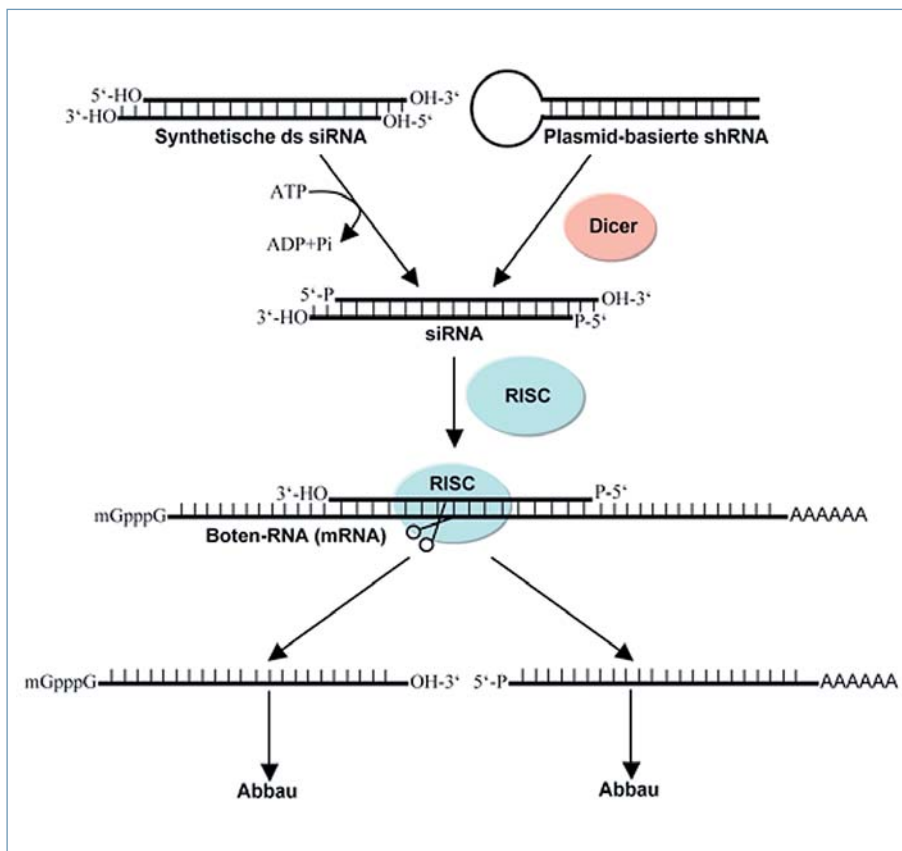 5‘-HO OH-3‘
3‘-HO OH-5‘
Synthetische ds siRNA
Plasmid-basierte shRNA
ATP
ADP+Pi
Dicer
5‘-P OH-3‘
3‘-HO P-5‘
siRNA
RISC
RISC
3‘-HO P-5‘
mGpppG AAAAAA
Boten-RNA (mRNA)
mGpppG OH-3‘ 5‘-P AAAAAA
Abbau Abbau